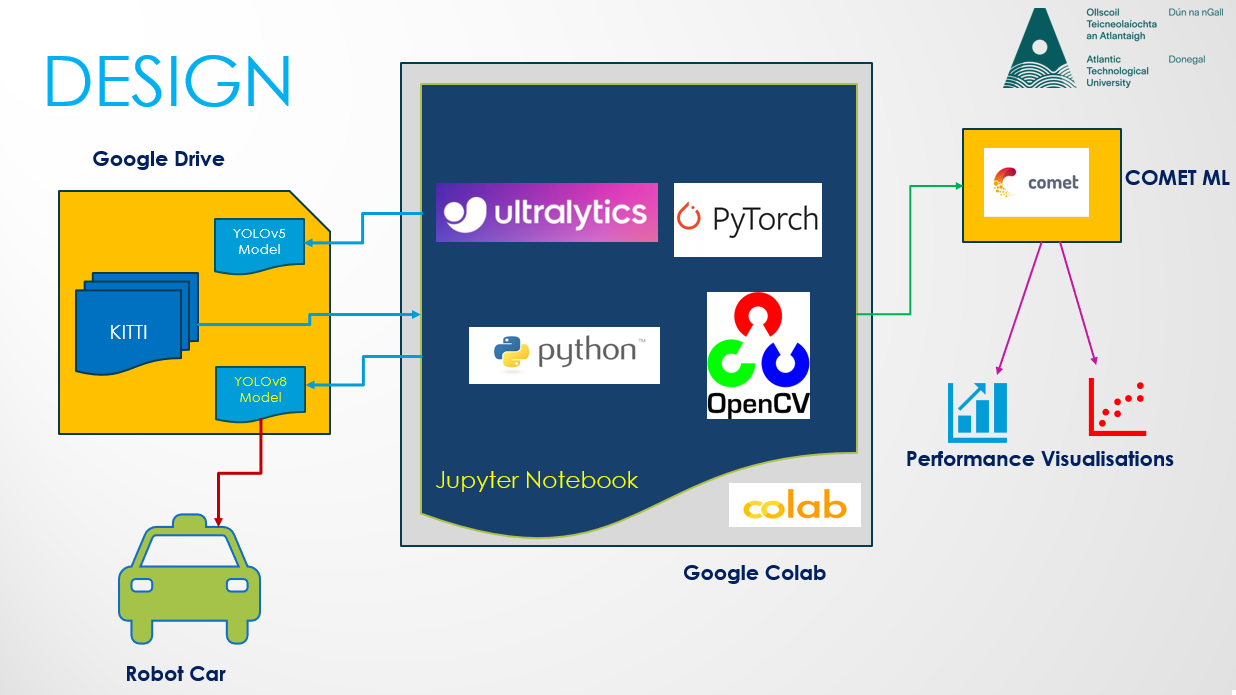 DESIGN
Ollscoil
Teicneolaíochta
an Atlantaigh
Dún na nGall
Atlantic
Technological
University
Donegal
Google Drive
YOLOv5
Model
KITTI
YOLOv8
Model
Robot Car
ultralytics
PyTorch
python™
OpenCV
Jupyter Notebook
colab
Google Colab
comet
COMET ML
Performance Visualisations